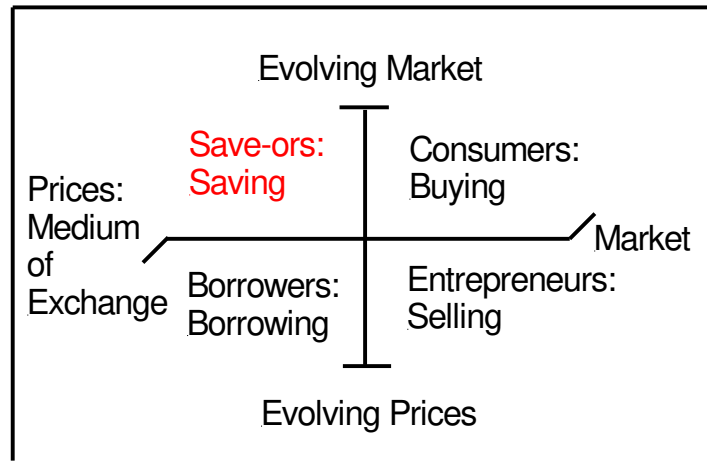 Evolving Market
Save-ors:
Saving
Consumers:
Buying
Prices:
Medium
of
Exchange
Market
Borrowers:
Borrowing
Entrepreneurs:
Selling
Evolving Prices